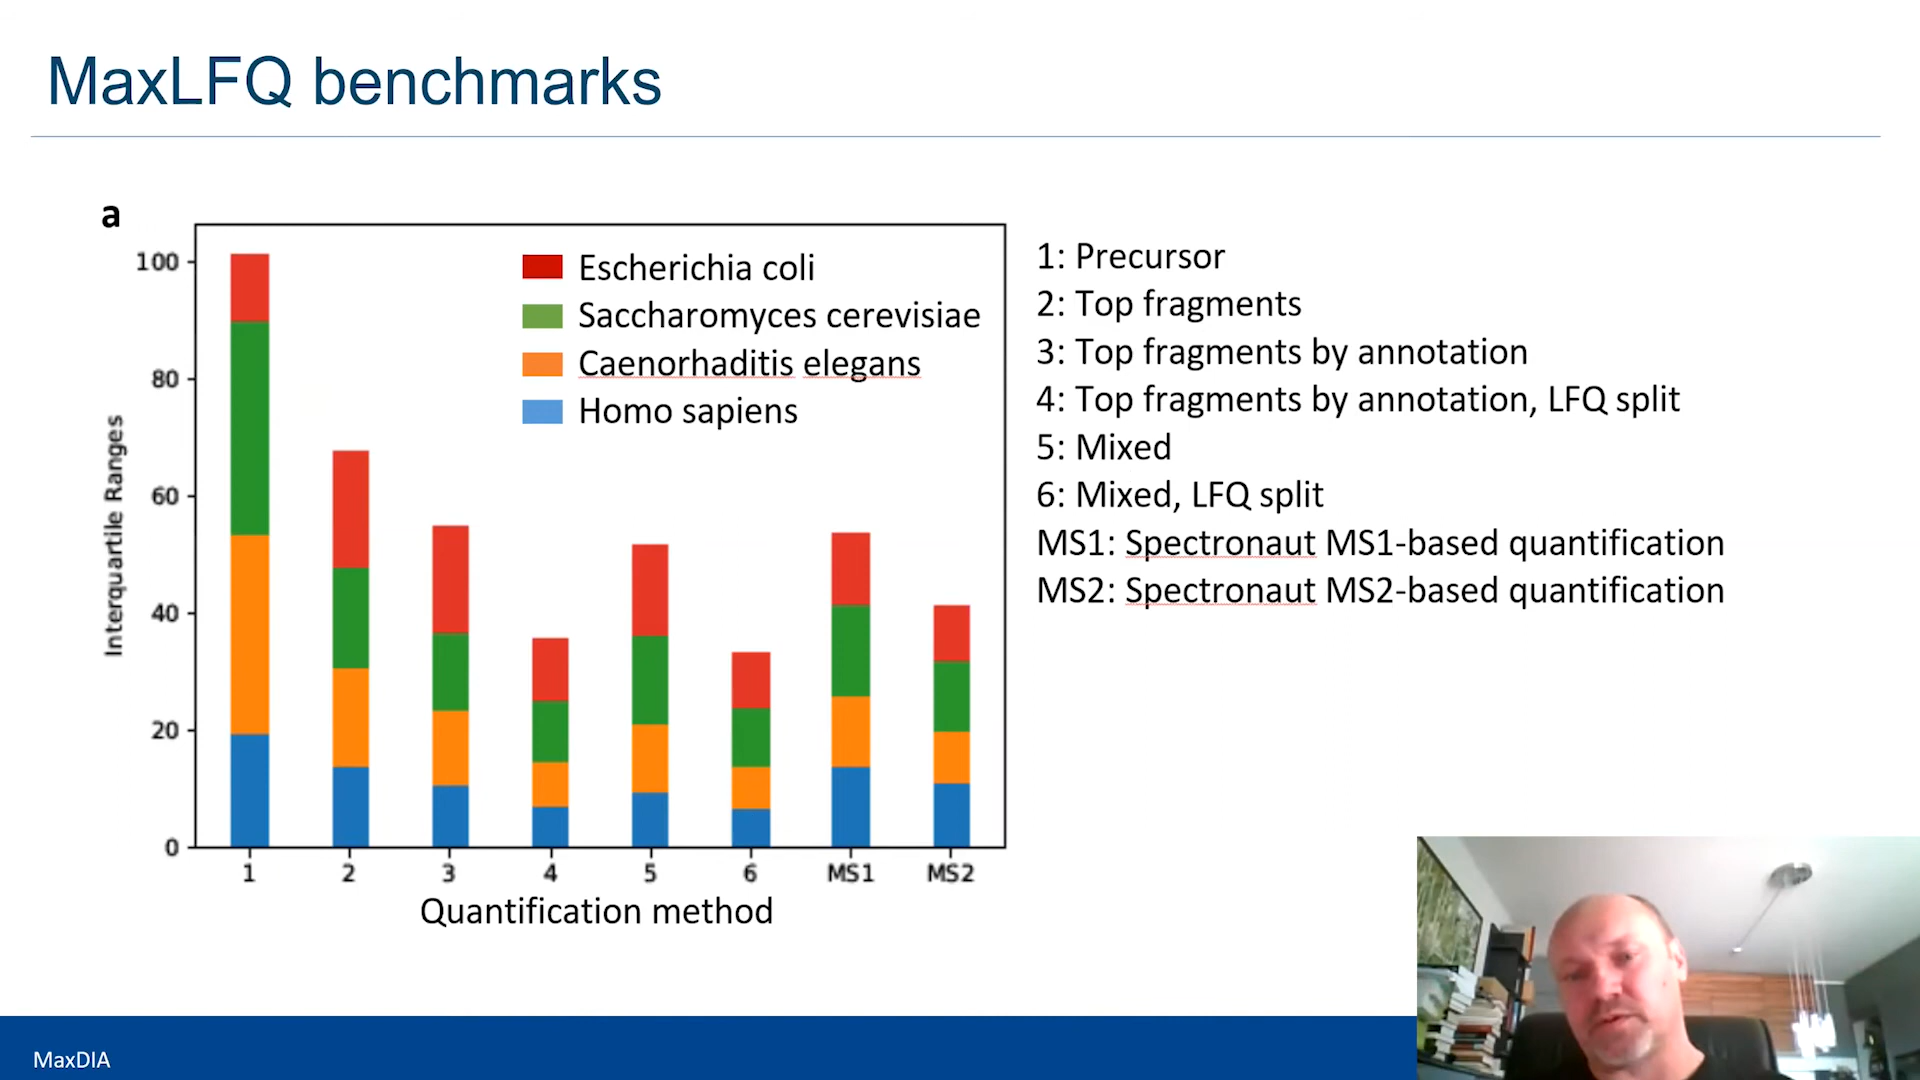 MaxLFQ benchmarks
a
Interquartile Ranges
100
80
60
40
20
0
Escherichia coli
Saccharomyces cerevisiae
Caenorhaditis elegans
Homo sapiens
1 2 3 4 5 6 MS1 MS2
Quantification method
1: Precursor
2: Top fragments
3: Top fragments by annotation
4: Top fragments by annotation, LFQ split
5: Mixed
6: Mixed, LFQ split
MS1: Spectronaut MS1-based quantification
MS2: Spectronaut MS2-based quantification
MaxDIA